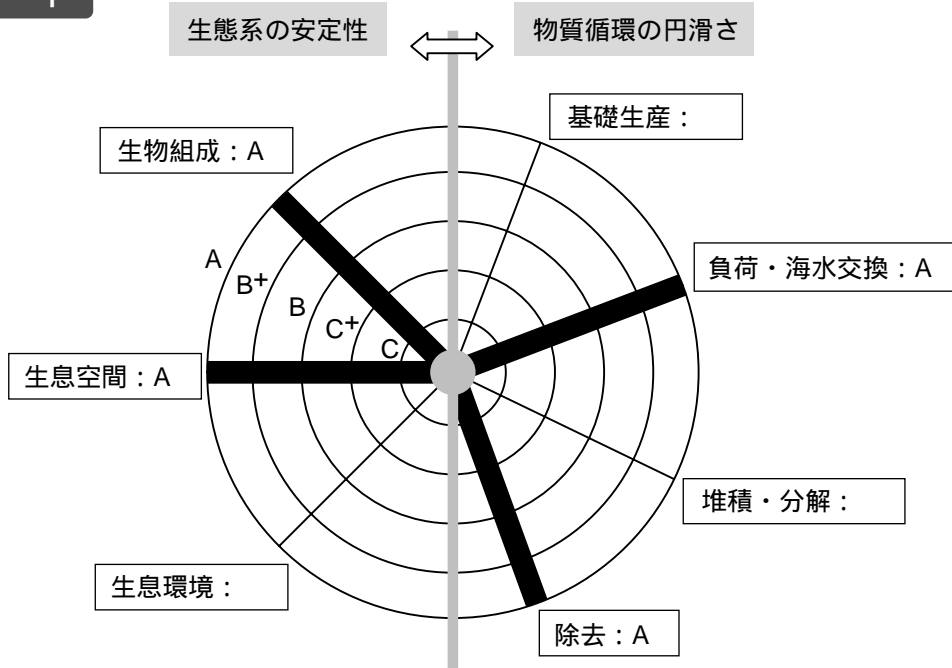 生態系の安定性
物質循環の円滑さ
基礎生産：
生物組成：A
A
B+
B
C+
C
負荷・海水交換：A
生息空間：A
堆積・分解：
生息環境：
除去：A